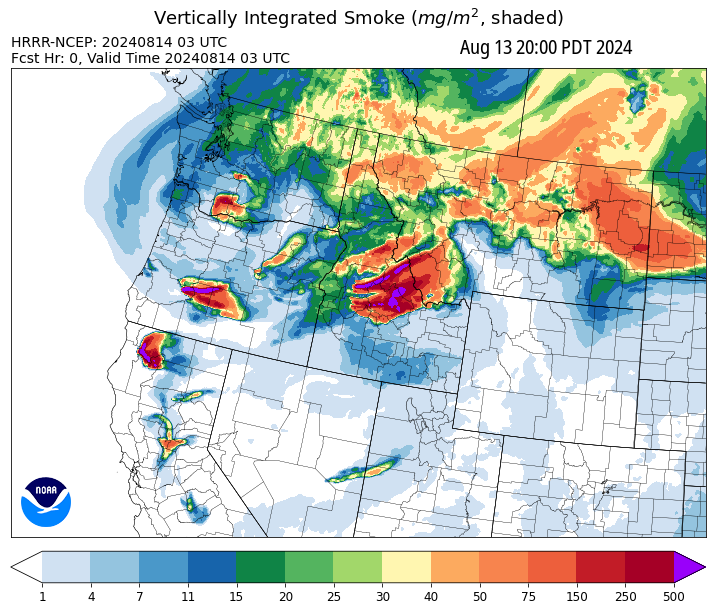 Vertically Integrated Smoke (mg/m², shaded)
HRRR-NCEP: 20240814 03 UTC
Fcst Hr: 0, Valid Time 20240814 03 UTC
Aug 13 20:00 PDT 2024
NOAA
1 4 7 11 15 20 25 30 40 50 75 150 250 500